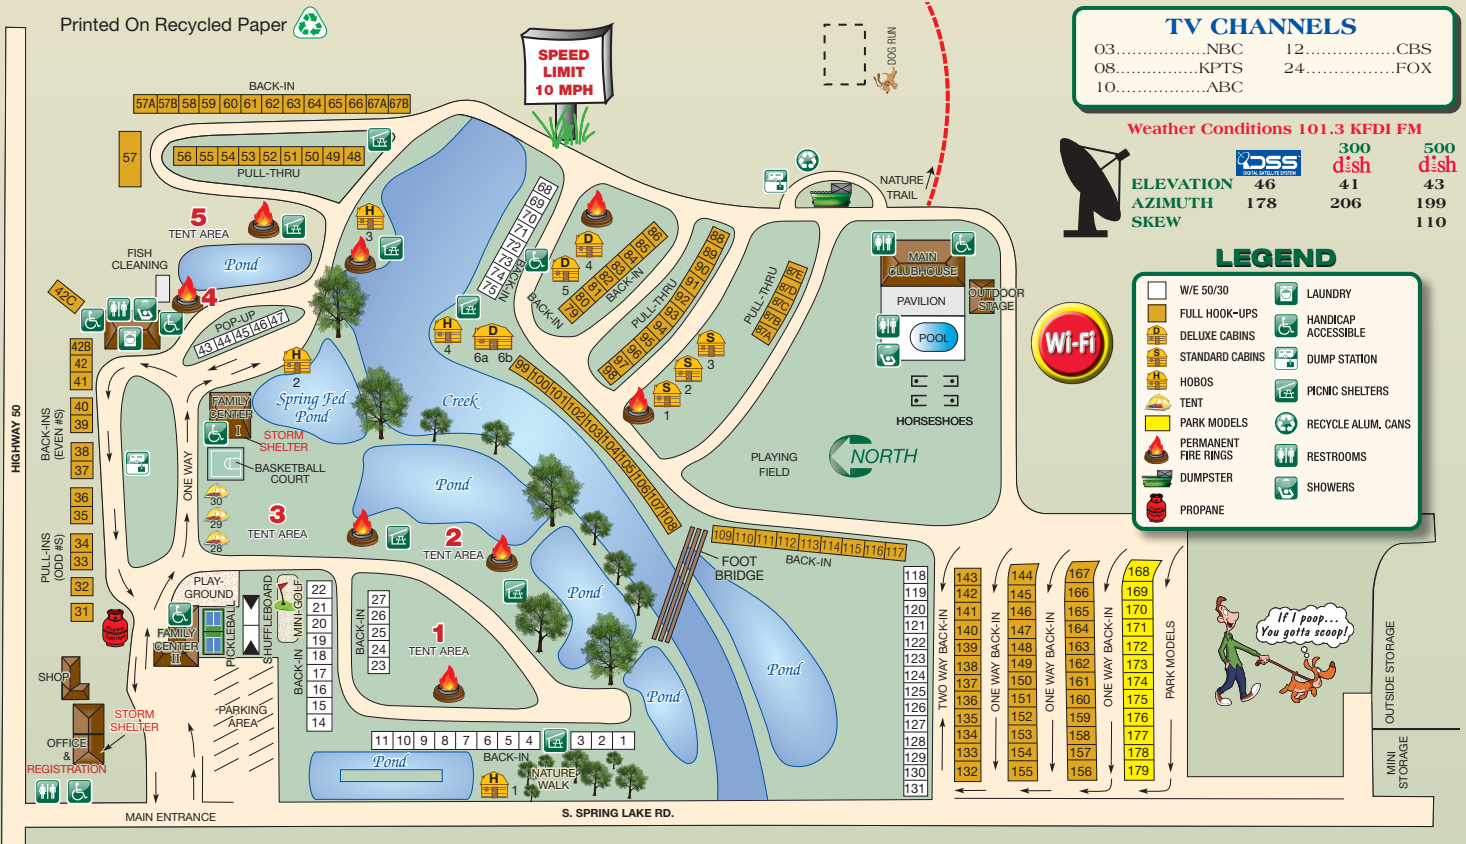 Printed On Recycled Paper
SPEED
LIMIT
10 MPH
DOG RUN
TV CHANNELS
03.................NBC
08..............KPTS
10................ABC
12................CBS
24.................FOX
Weather Conditions 101.3 KFDI FM
DSS
DIGITAL SATELLITE SYSTEM
300
dish
500
dish
ELEVATION 46 41 43
AZIMUTH 178 206 199
SKEW 110
LEGEND
W/E 50/30
FULL HOOK-UPS
D
DELUXE CABINS
S
STANDARD CABINS
H
HOBOS
TENT
PARK MODELS
PERMANENT
FIRE RINGS
DUMPSTER
PROPANE
LAUNDRY
HANDICAP
ACCESSIBLE
DUMP STATION
PICNIC SHELTERS
RECYCLE ALUM. CANS
RESTROOMS
SHOWERS
Wi-Fi
BACK-IN
57A 57B 58 59 60 61 62 63 64 65 66 67A 67B
57
56 55 54 53 52 51 50 49 48
PULL-THRU
5
TENT AREA
FISH
CLEANING
Pond
4
42C
POP-UP
43 44 45 46 47
42B
42
41
40
39
38
37
36
35
34
33
32
31
BACK-INS
(EVEN #S)
PULL-INS
(ODD #S)
HIGHWAY 50
ONE WAY
H
3
H
2
Spring Fed
Pond
FAMILY
CENTER
I
STORM
SHELTER
BASKETBALL
COURT
30
29
28
3
TENT AREA
Creek
H
4
D
6a 6b
68
69
70
71
72
73
74
75
BACK-IN
D
4
D
5
BACK-IN
79
80
81
82
83
84
85
86
BACK-IN
PULL-THRU
88
89
90
91
92
93
94
95
96
97
98
PULL-THRU
87E
87D
87C
87B
87A
S
3
S
2
S
1
NATURE
TRAIL
MAIN
CLUBHOUSE
PAVILION
POOL
OUTDOOR
STAGE
HORSESHOES
PLAYING
FIELD
NORTH
99 100 101 102 103 104 105 106 107 108
109 110 111 112 113 114 115 116 117
BACK-IN
FOOT
BRIDGE
Pond
2
TENT AREA
Pond
Pond
Pond
1
TENT AREA
PLAY-
GROUND
FAMILY
CENTER
II
PICKLEBALL
SHUFFLEBOARD
MINI-GOLF
BACK-IN
22
21
20
19
18
17
16
15
14
BACK-IN
27
26
25
24
23
PARKING
AREA
SHOP
STORM
SHELTER
OFFICE
&
REGISTRATION
MAIN ENTRANCE
11 10 9 8 7 6 5 4 3 2 1
BACK-IN
Pond
H
1
NATURE
WALK
S. SPRING LAKE RD.
118
119
120
121
122
123
124
125
126
127
128
129
130
131
TWO WAY BACK-IN
143
142
141
140
139
138
137
136
135
134
133
132
ONE WAY BACK-IN
144
145
146
147
148
149
150
151
152
153
154
155
ONE WAY BACK-IN
167
166
165
164
163
162
161
160
159
158
157
156
ONE WAY BACK-IN
168
169
170
171
172
173
174
175
176
177
178
179
PARK MODELS
If I poop...
You gotta scoop!
OUTSIDE STORAGE
MINI
STORAGE